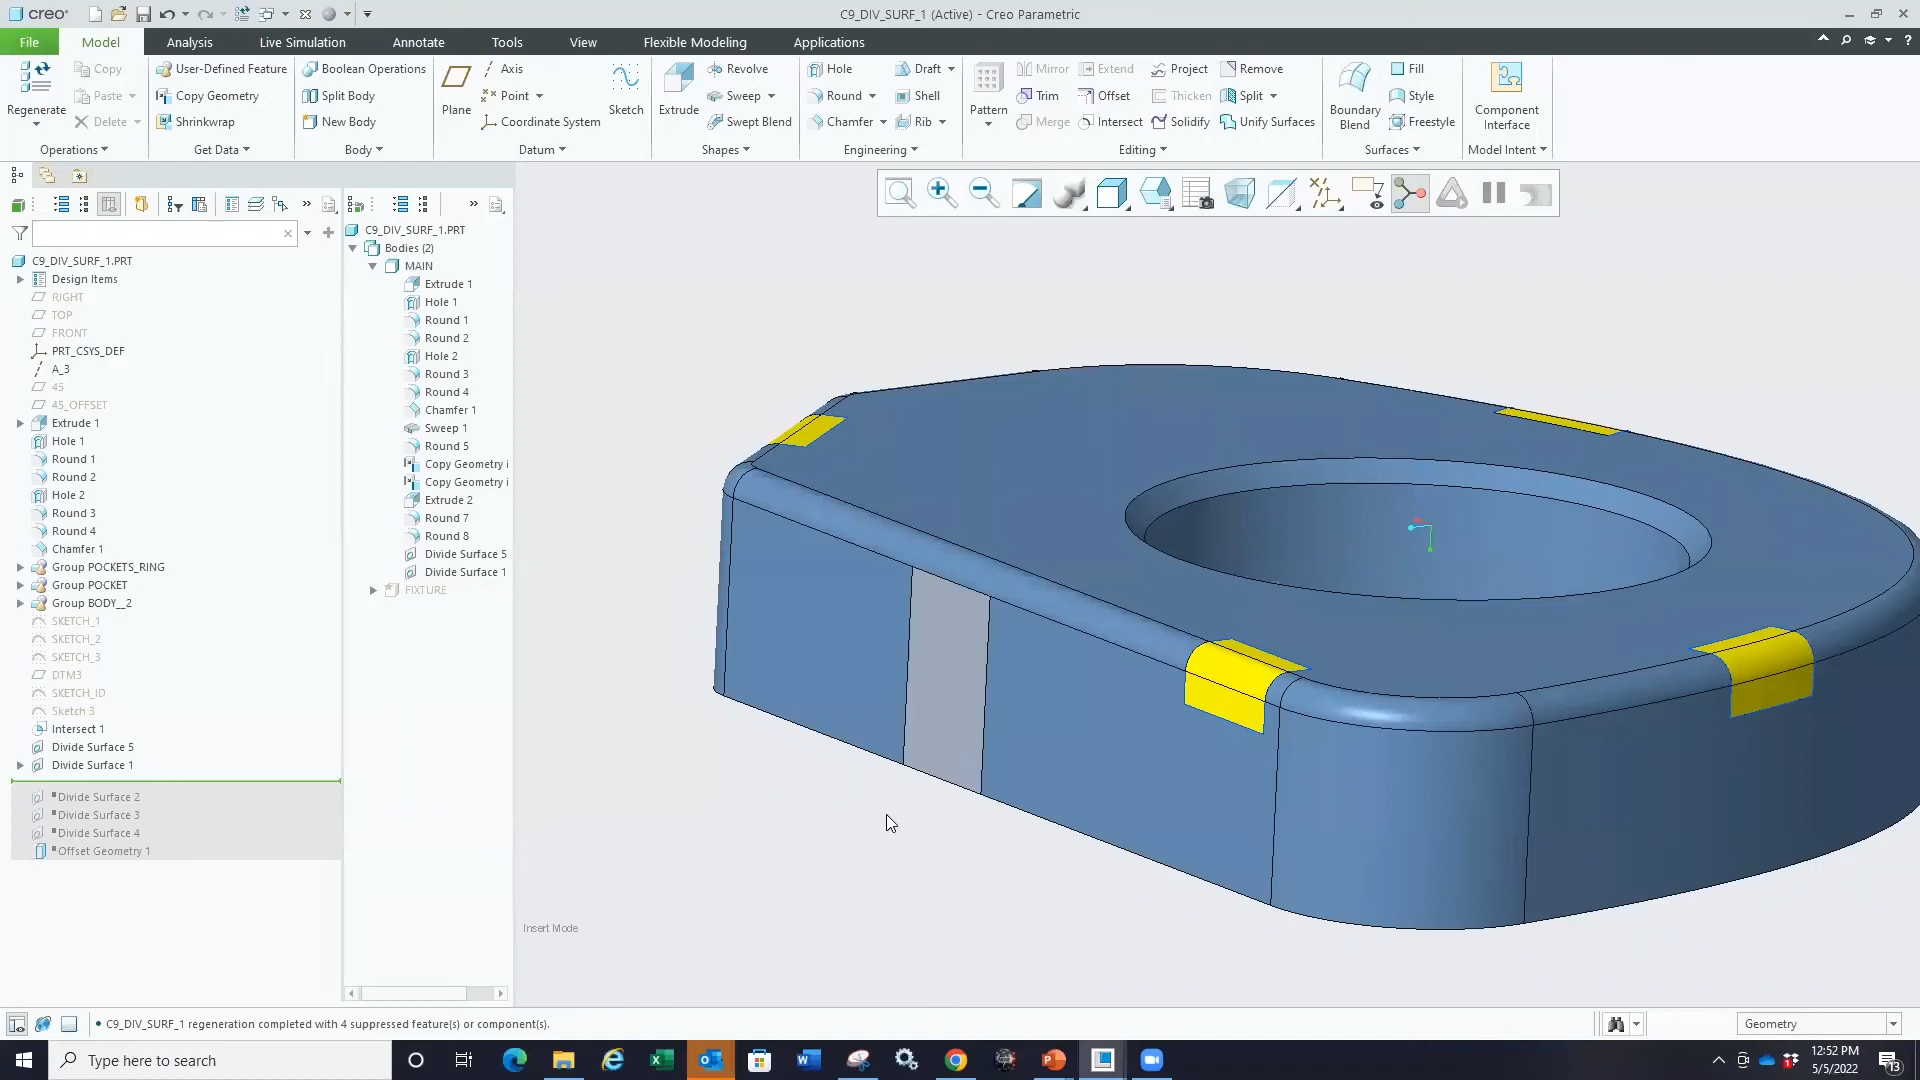 creo
C9_DIV_SURF_1 (Active) - Creo Parametric
File Model Analysis Live Simulation Annotate Tools View Flexible Modeling Applications
Regenerate
Copy
Paste
Delete
Operations
User-Defined Feature
Copy Geometry
Shrinkwrap
Get Data
Boolean Operations
Split Body
New Body
Body
Plane
Axis
Point
Coordinate System
Sketch
Datum
Extrude
Revolve
Sweep
Swept Blend
Shapes
Hole
Round
Chamfer
Draft
Shell
Rib
Engineering
Pattern
Mirror
Trim
Merge
Extend
Offset
Intersect
Project
Thicken
Solidify
Remove
Split
Unify Surfaces
Editing
Boundary
Blend
Fill
Style
Freestyle
Surfaces
Component
Interface
Model Intent
C9_DIV_SURF_1.PRT
Design Items
RIGHT
TOP
FRONT
PRT_CSYS_DEF
A_3
45
45_OFFSET
Extrude 1
Hole 1
Round 1
Round 2
Hole 2
Round 3
Round 4
Chamfer 1
Group POCKETS_RING
Group POCKET
Group BODY__2
SKETCH_1
SKETCH_2
SKETCH_3
DTM3
SKETCH_ID
Sketch 3
Intersect 1
Divide Surface 5
Divide Surface 1
Divide Surface 2
Divide Surface 3
Divide Surface 4
Offset Geometry 1
C9_DIV_SURF_1.PRT
Bodies (2)
MAIN
Extrude 1
Hole 1
Round 1
Round 2
Hole 2
Round 3
Round 4
Chamfer 1
Sweep 1
Round 5
Copy Geometry i
Copy Geometry i
Extrude 2
Round 7
Round 8
Divide Surface 5
Divide Surface 1
FIXTURE
Insert Mode
C9_DIV_SURF_1 regeneration completed with 4 suppressed feature(s) or component(s).
Geometry
Type here to search
12:52 PM
5/5/2022
13